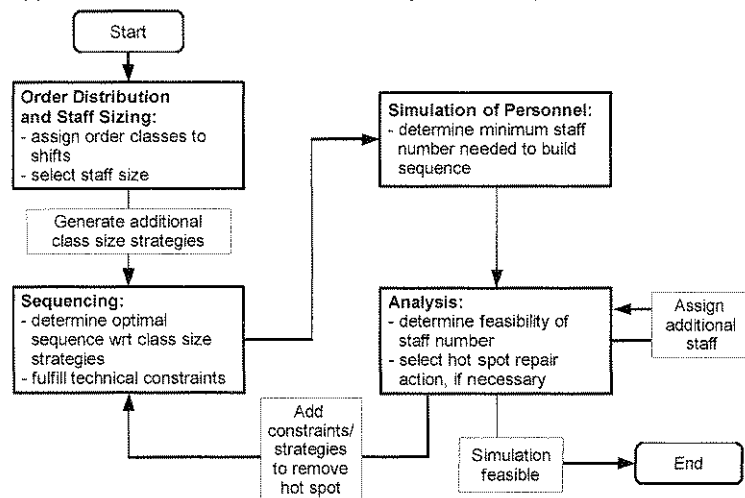 Start
Order Distribution
and Staff Sizing:
- assign order classes to
shifts
- select staff size
Generate additional
class size strategies
Sequencing:
- determine optimal
sequence wrt class size
strategies
- fulfill technical constraints
Simulation of Personnel:
- determine minimum staff
number needed to build
sequence
Analysis:
- determine feasibility of
staff number
- select hot spot repair
action, if necessary
Assign
additional
staff
Add
constraints/
strategies
to remove
hot spot
Simulation
feasible
End